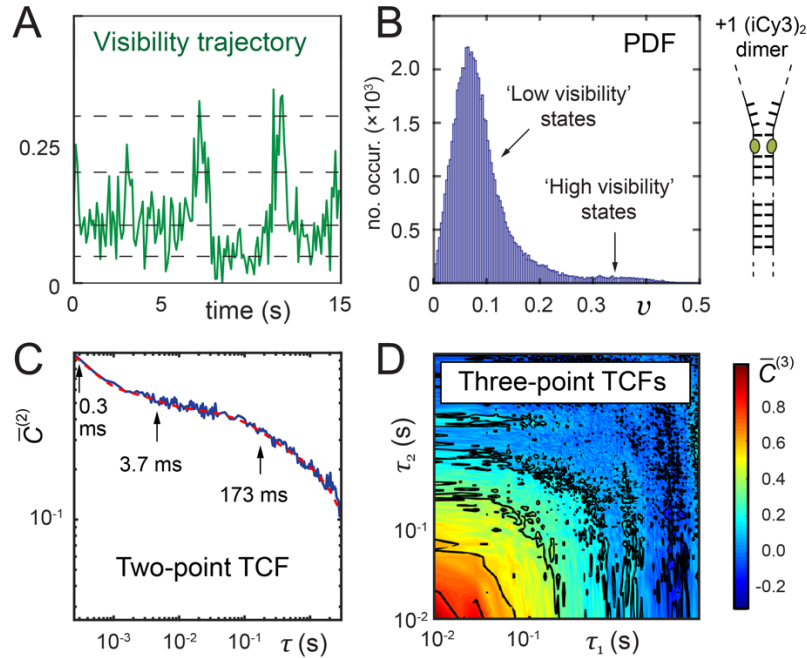 A
Visibility trajectory
0.25
0
0
5
10
15
time (s)
B
PDF
no. occur. (×10³)
2.0
1.5
1.0
0.5
0
'Low visibility'
states
'High visibility'
states
0
0.1
0.2
0.3
0.4
0.5
υ
+1 (iCy3)₂
dimer
C
C̅⁽²⁾
10⁻¹
0.3
ms
3.7 ms
173 ms
Two-point TCF
10⁻³
10⁻²
10⁻¹
10⁰
τ (s)
D
Three-point TCFs
τ₂ (s)
10⁰
10⁻¹
10⁻²
10⁻²
10⁻¹
10⁰
τ₁ (s)
C̅⁽³⁾
0.8
0.6
0.4
0.2
0.0
-0.2